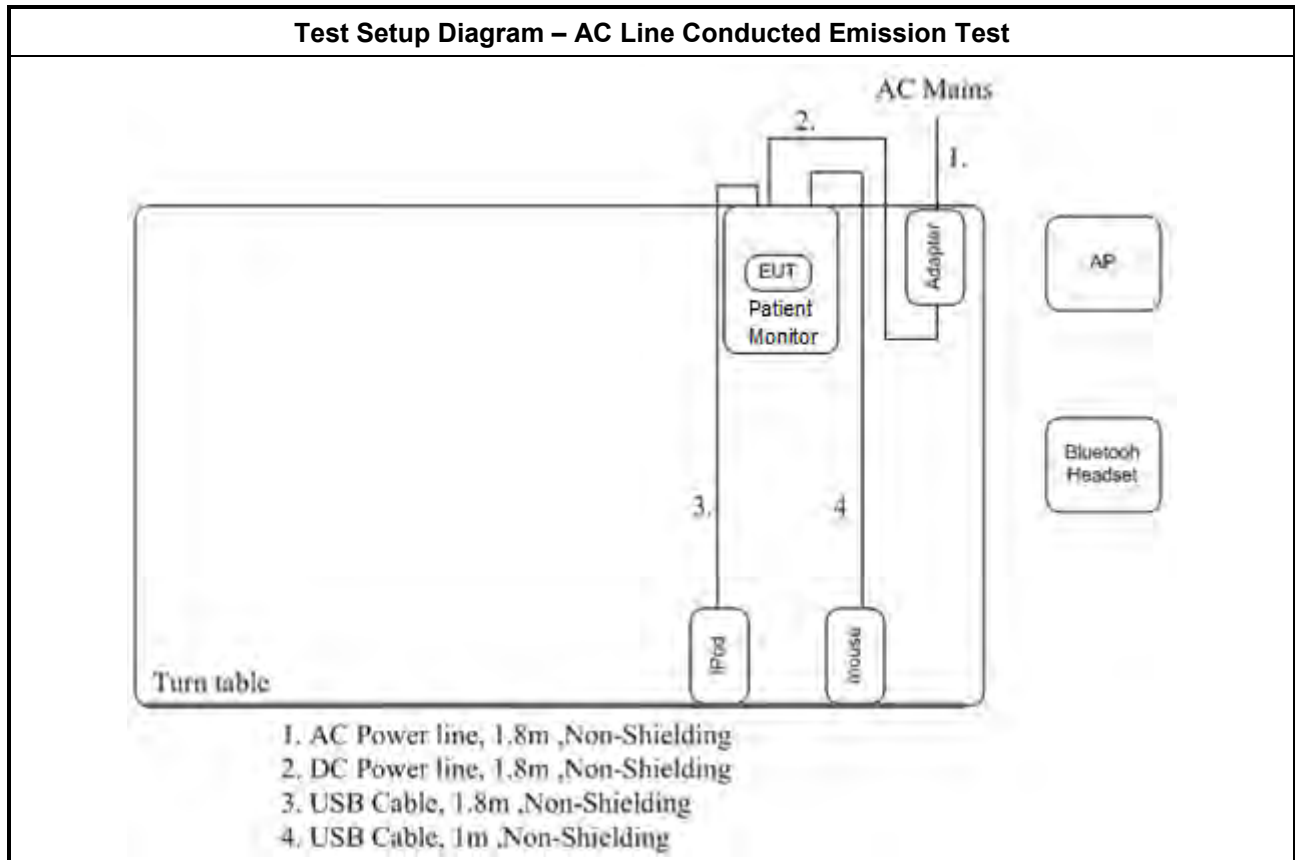 Test Setup Diagram – AC Line Conducted Emission Test
AC Mains
2.
1.
Adapter
AP
EUT
Patient
Monitor
Bluetooh
Headset
3.
4
iPod
mouse
Turn table
1. AC Power line, 1.8m ,Non-Shielding
2. DC Power line, 1.8m ,Non-Shielding
3. USB Cable, 1.8m ,Non-Shielding
4. USB Cable, 1m ,Non-Shielding